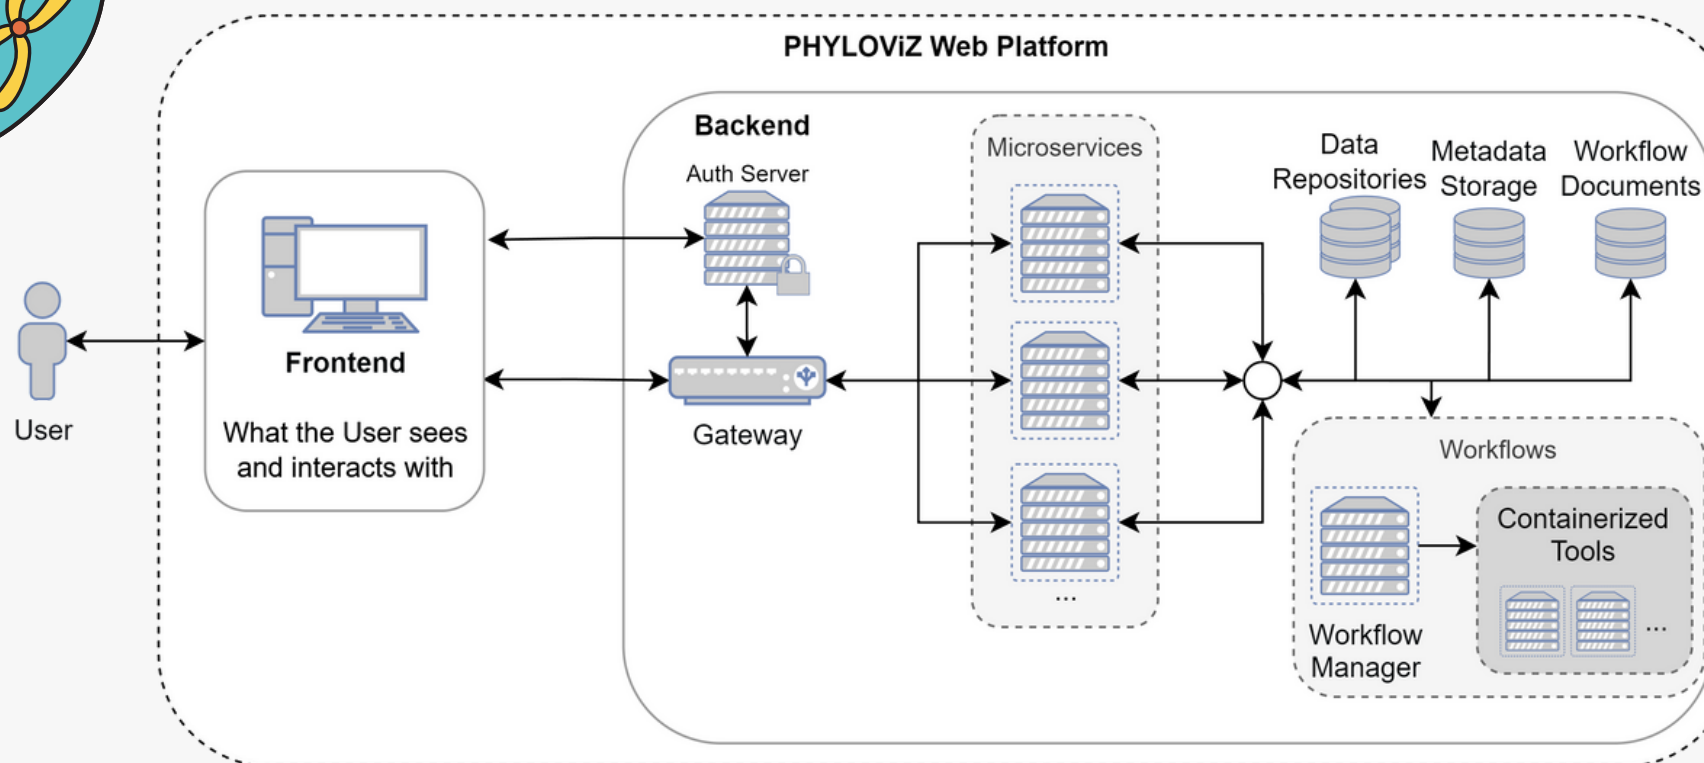 PHYLOViZ Web Platform
Backend
Auth Server
Microservices
Data
Repositories
Metadada
Storage
Workflow
Documents
User
Frontend
What the User sees
and interacts with
Gateway
...
Workflows
Workflow
Manager
Containerized
Tools
...